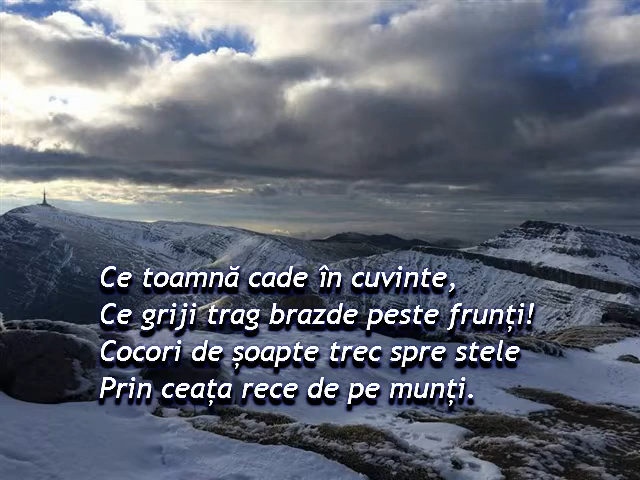 Ce toamnă cade în cuvinte,
Ce griji trag brazde peste frunți!
Cocori de șoapte trec spre stele
Prin ceața rece de pe munți.